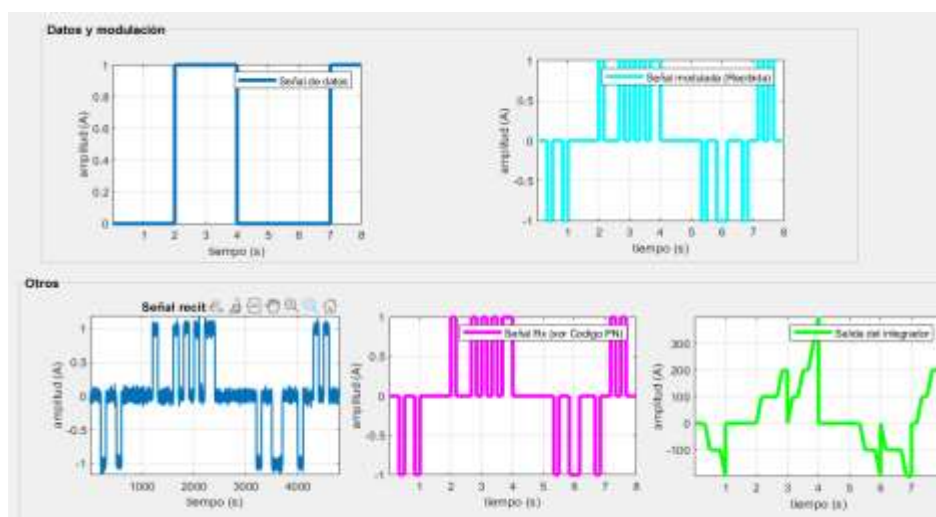 Datos y modulación
1
0.8
0.6
0.4
0.2
0
amplitud (A)
1 2 3 4 5 6 7 8
tiempo (s)
Señal de datos
1
0.5
0
-0.5
-1
amplitud (A)
1 2 3 4 5 6 7 8
tiempo (s)
Señal modulada (Recibida)
Otros
Señal recit
1
0.5
0
-0.5
-1
amplitud (A)
1000 2000 3000 4000
tiempo (s)
1
0.5
0
-0.5
-1
amplitud (A)
1 2 3 4 5 6 7 8
tiempo (s)
Señal Rx (xor Codigo PN)
300
200
100
0
-100
amplitud (A)
1 2 3 4 5 6 7
tiempo (s)
Salida del integrador